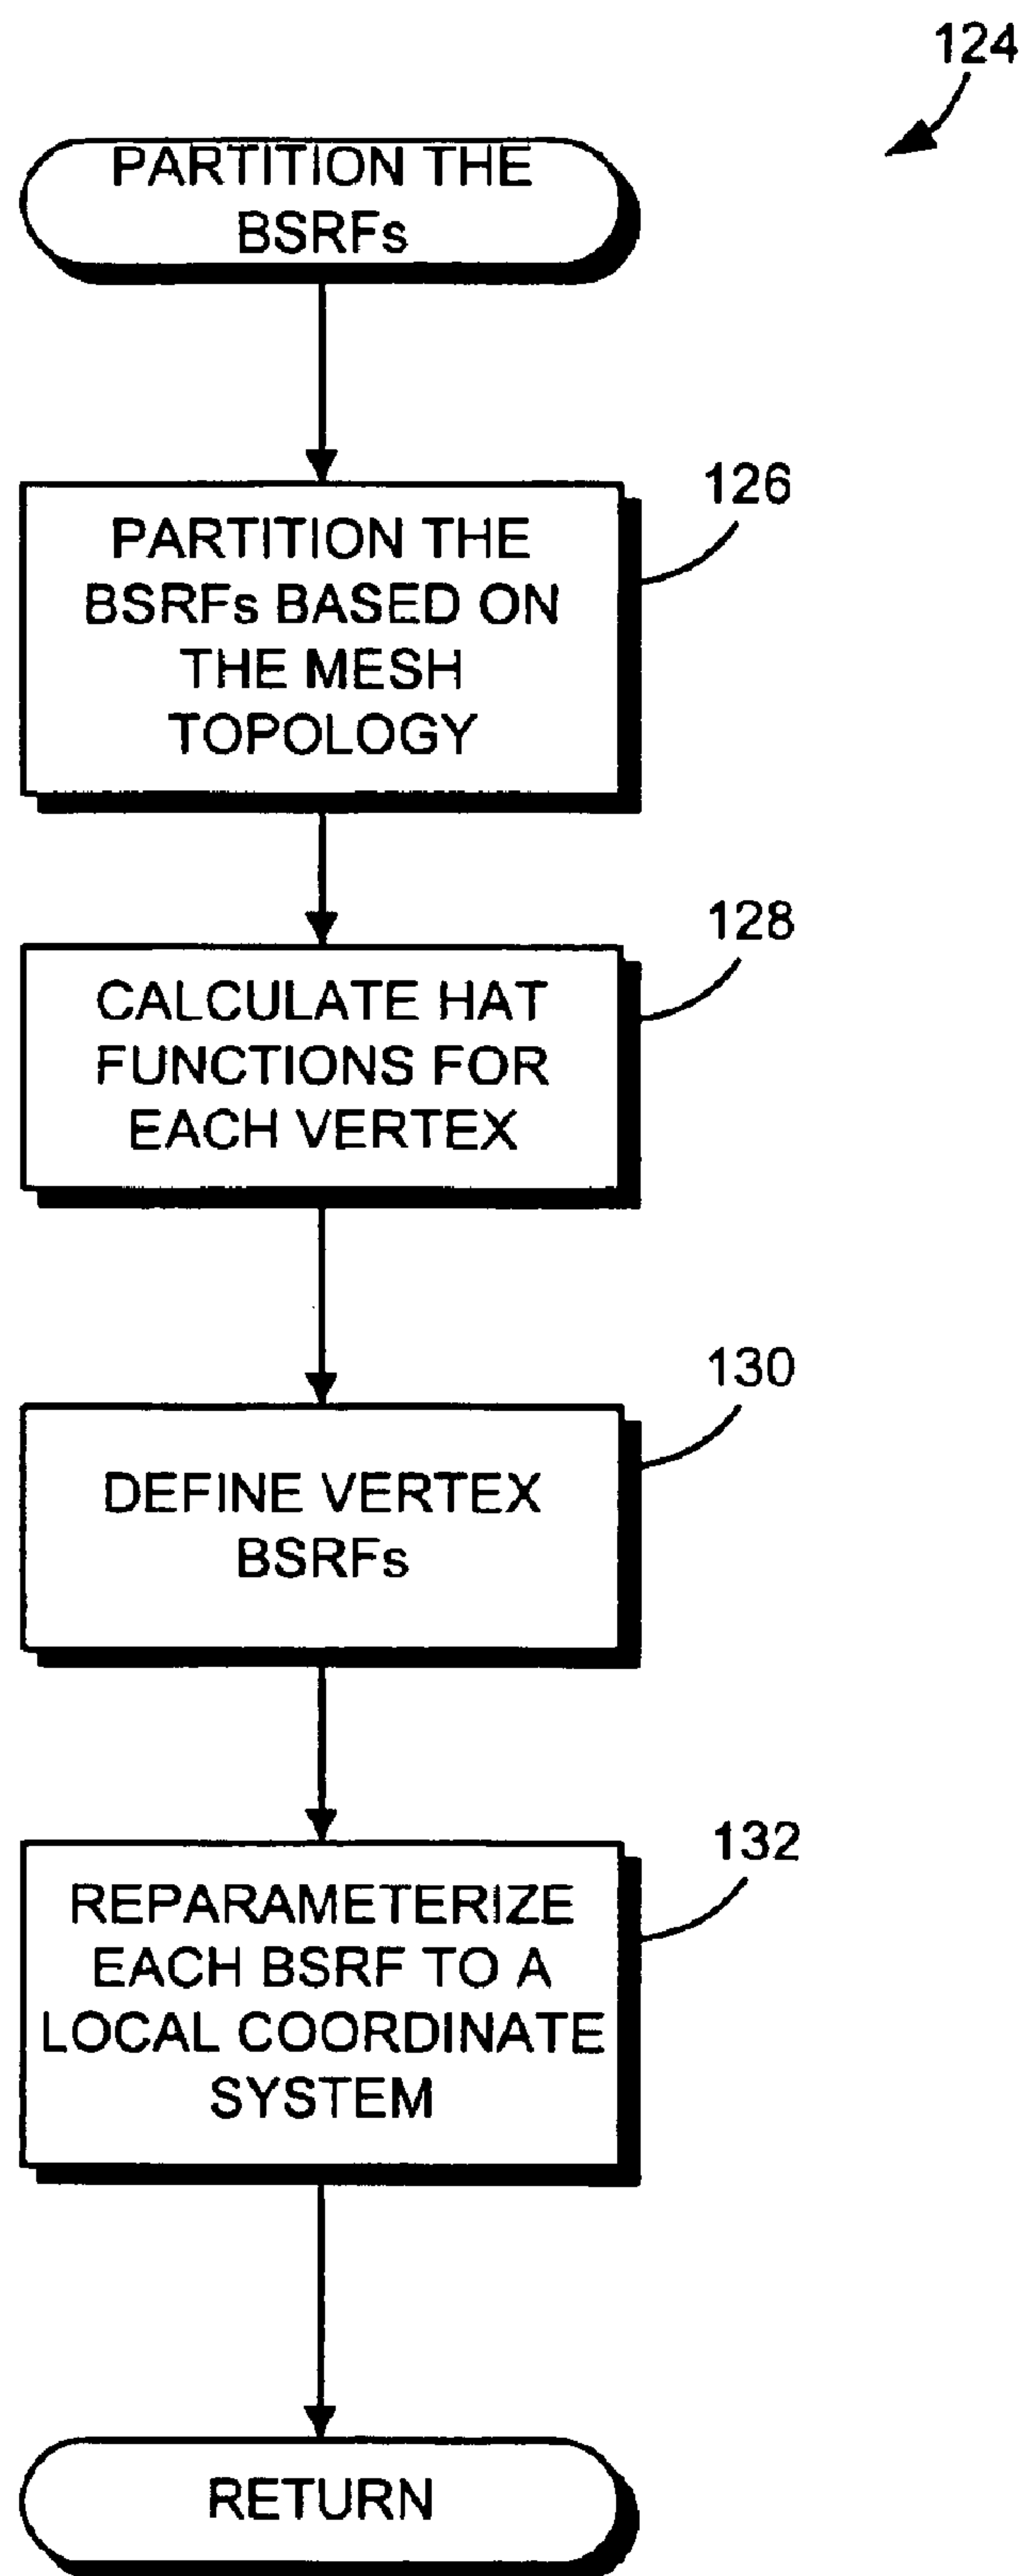 124
PARTITION THE
BSRFs
126
PARTITION THE
BSRFs BASED ON
THE MESH
TOPOLOGY
128
CALCULATE HAT
FUNCTIONS FOR
EACH VERTEX
130
DEFINE VERTEX
BSRFs
132
REPARAMETERIZE
EACH BSRF TO A
LOCAL COORDINATE
SYSTEM
RETURN